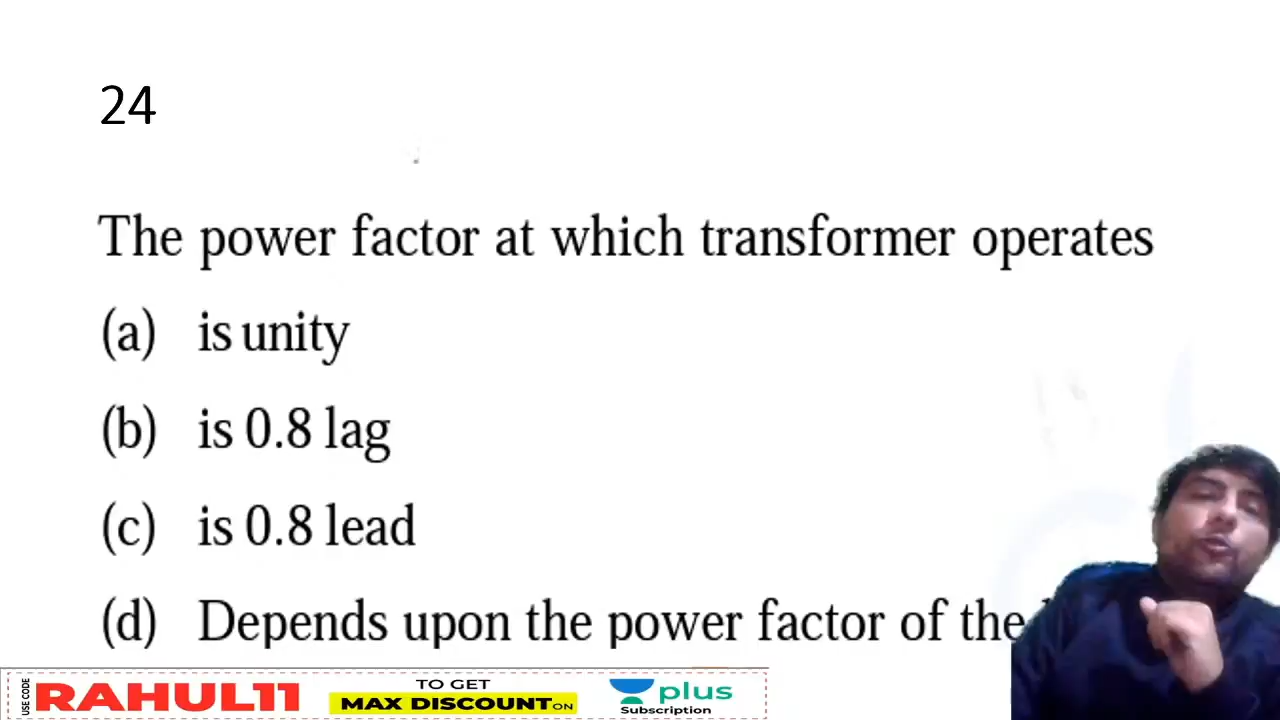 24
The power factor at which transformer operates
(a) is unity
(b) is 0.8 lag
(c) is 0.8 lead
(d) Depends upon the power factor of the
USE CODE
RAHUL11
TO GET
MAX DISCOUNT ON
plus
Subscription